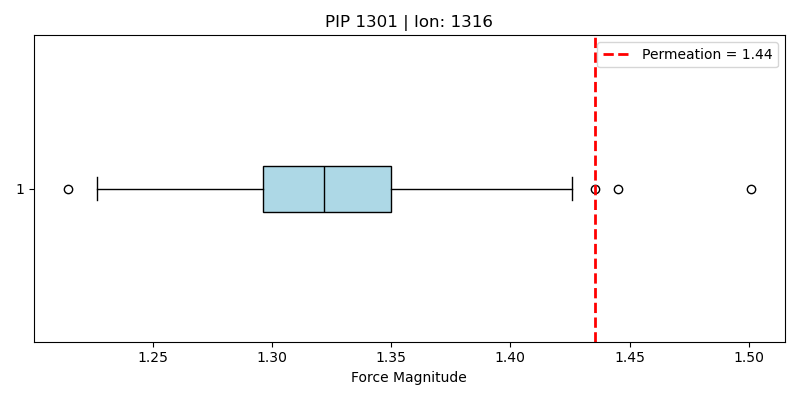 PIP 1301 | Ion: 1316
Permeation = 1.44
1
1.25 1.30 1.35 1.40 1.45 1.50
Force Magnitude